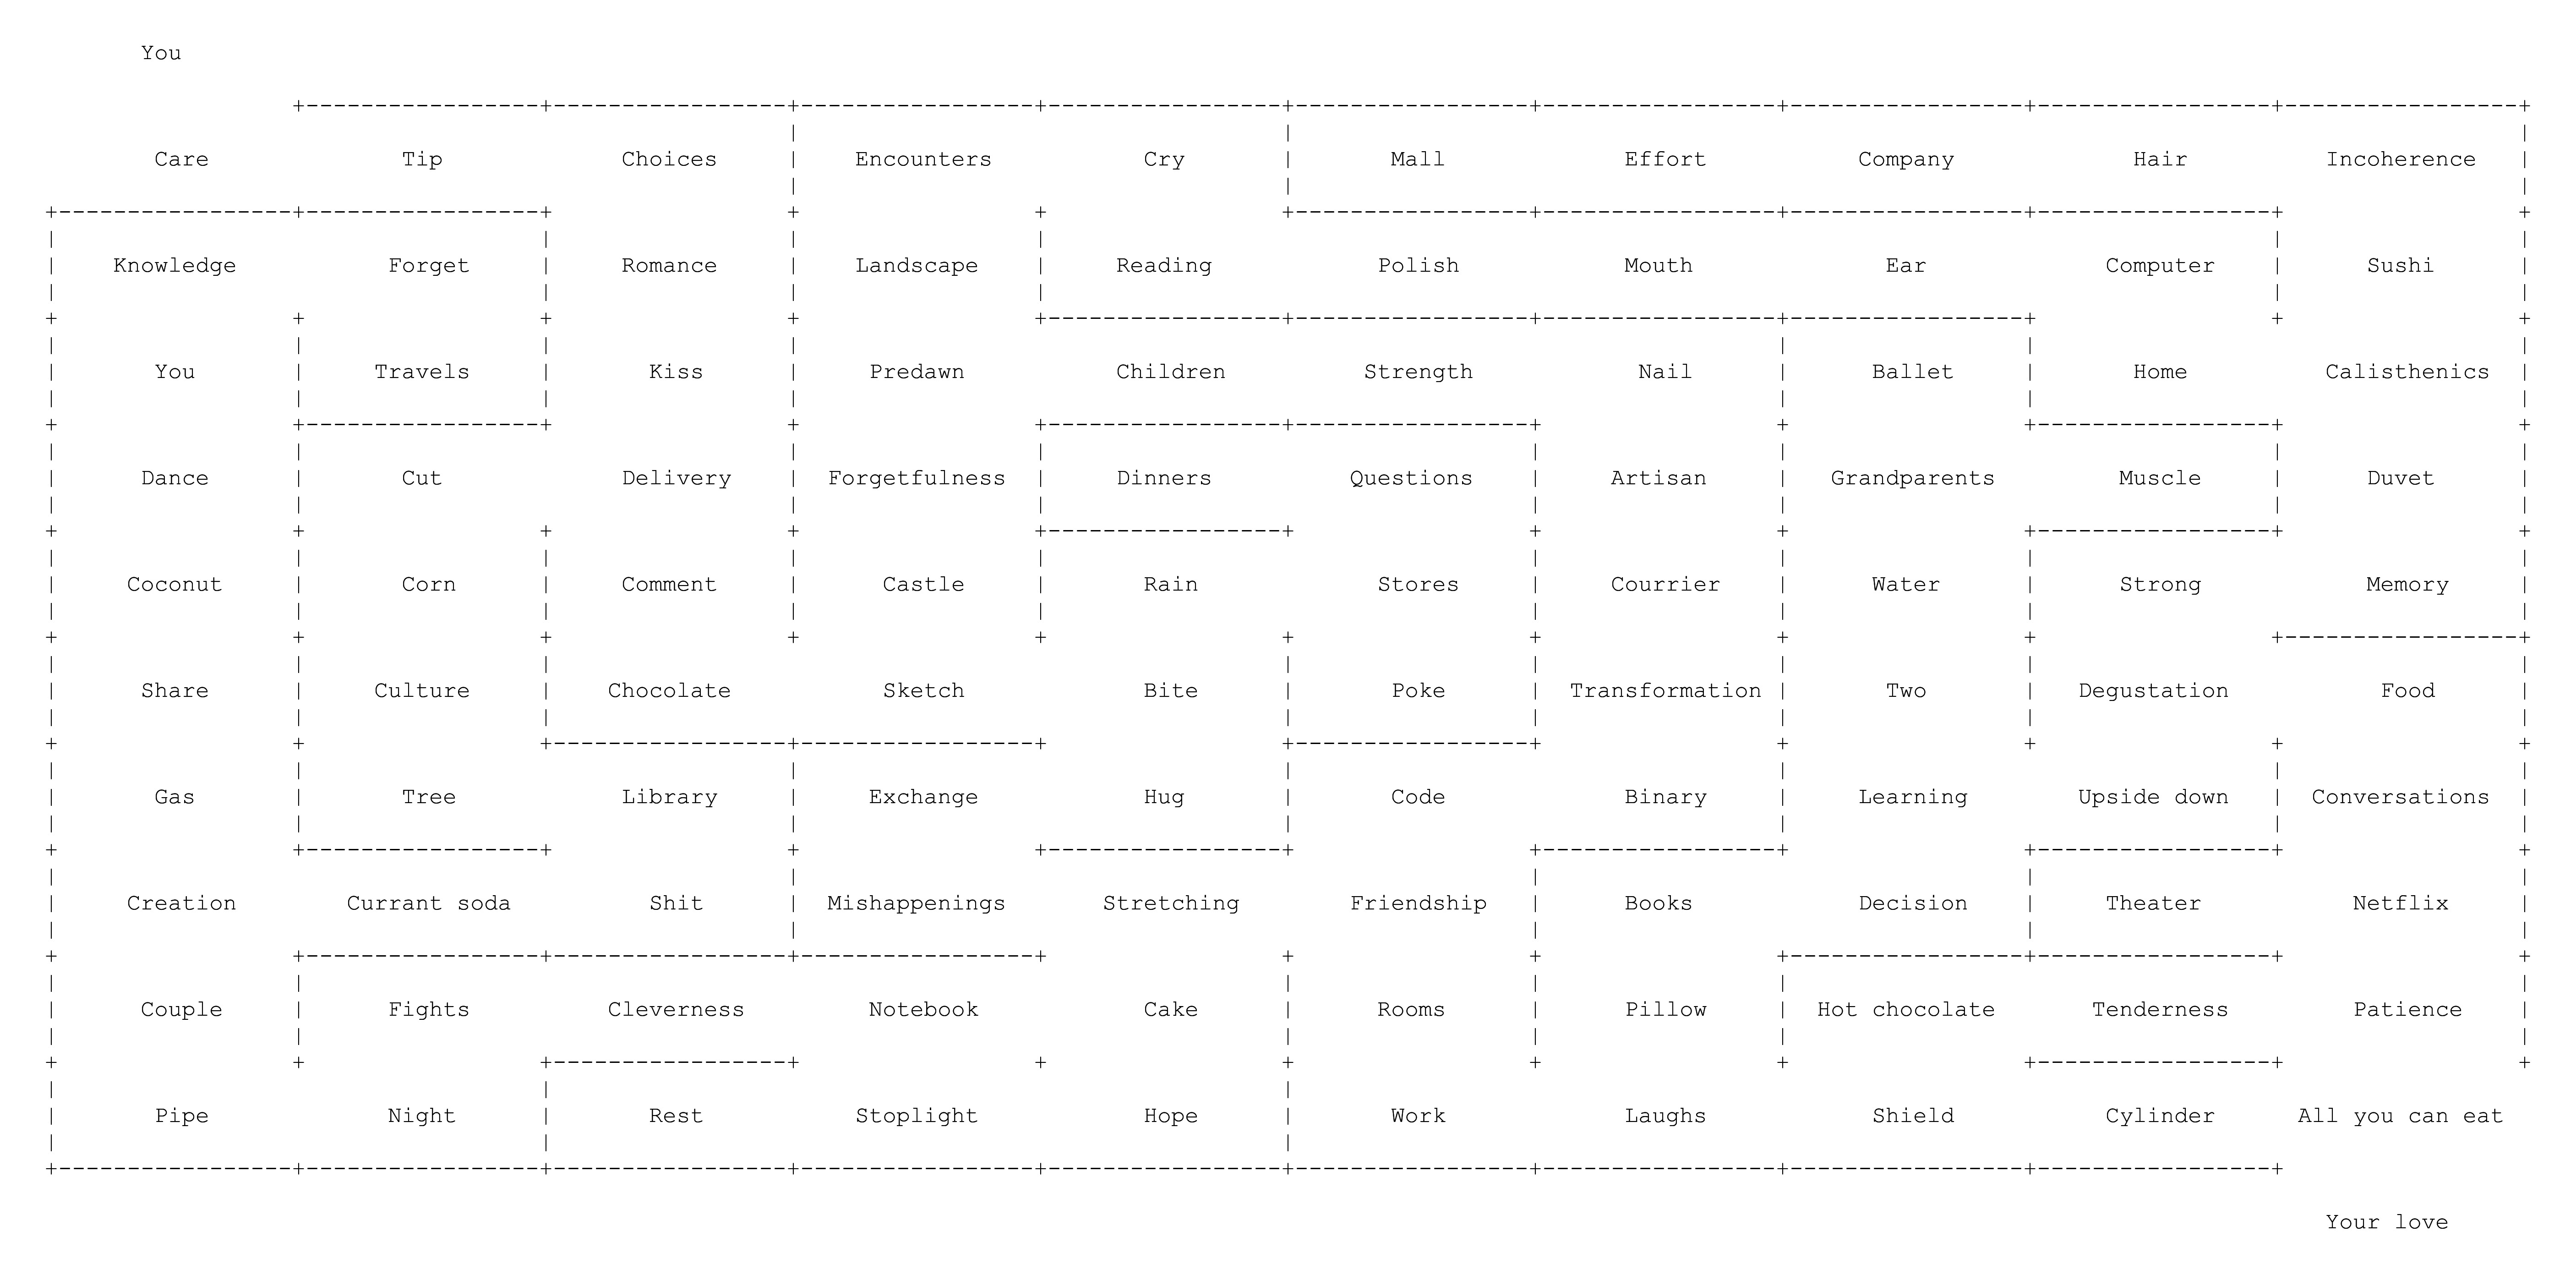 You
Care Tip Choices Encounters Cry Mall Effort Company Hair Incoherence
Knowledge Forget Romance Landscape Reading Polish Mouth Ear Computer Sushi
You Travels Kiss Predawn Children Strength Nail Ballet Home Calisthenics
Dance Cut Delivery Forgetfulness Dinners Questions Artisan Grandparents Muscle Duvet
Coconut Corn Comment Castle Rain Stores Courrier Water Strong Memory
Share Culture Chocolate Sketch Bite Poke Transformation Two Degustation Food
Gas Tree Library Exchange Hug Code Binary Learning Upside down Conversations
Creation Currant soda Shit Mishappenings Stretching Friendship Books Decision Theater Netflix
Couple Fights Cleverness Notebook Cake Rooms Pillow Hot chocolate Tenderness Patience
Pipe Night Rest Stoplight Hope Work Laughs Shield Cylinder All you can eat
Your love